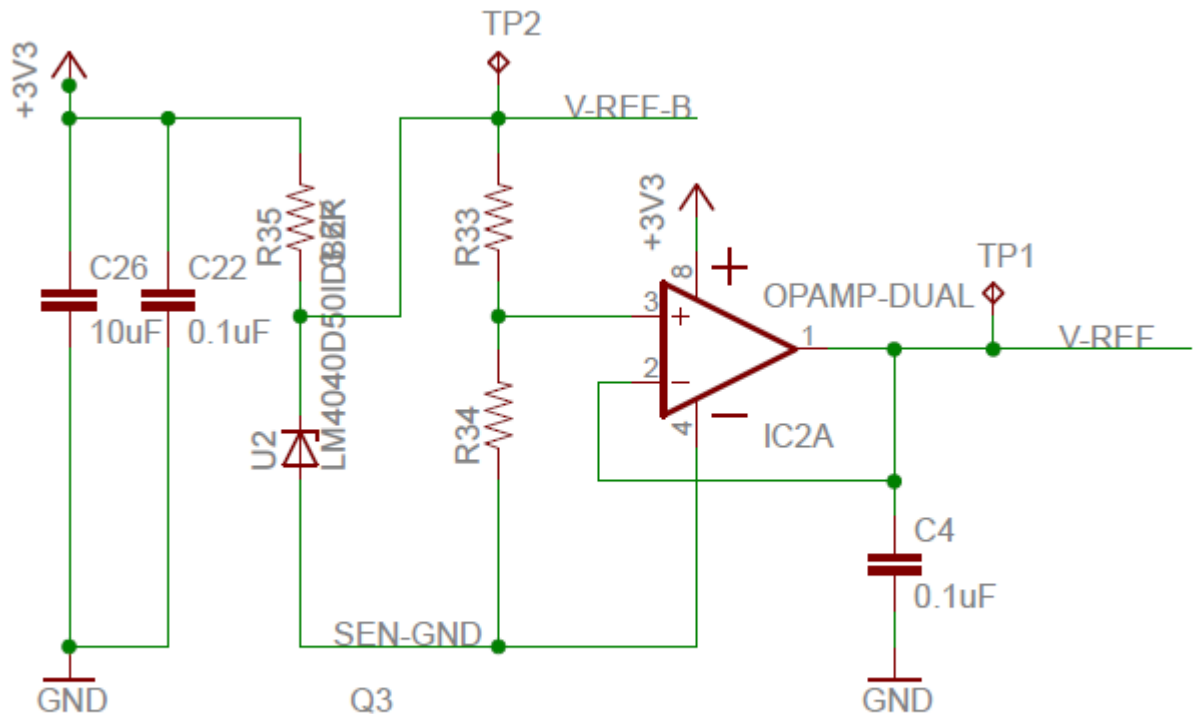 TP2
+3V3
V-REF-B
R35
R33
+3V3
8
C26
C22
10uF
0.1uF
3
+
OPAMP-DUAL
TP1
1
V-REF
2
R34
U2
4
IC2A
C4
0.1uF
SEN-GND
GND
Q3
GND